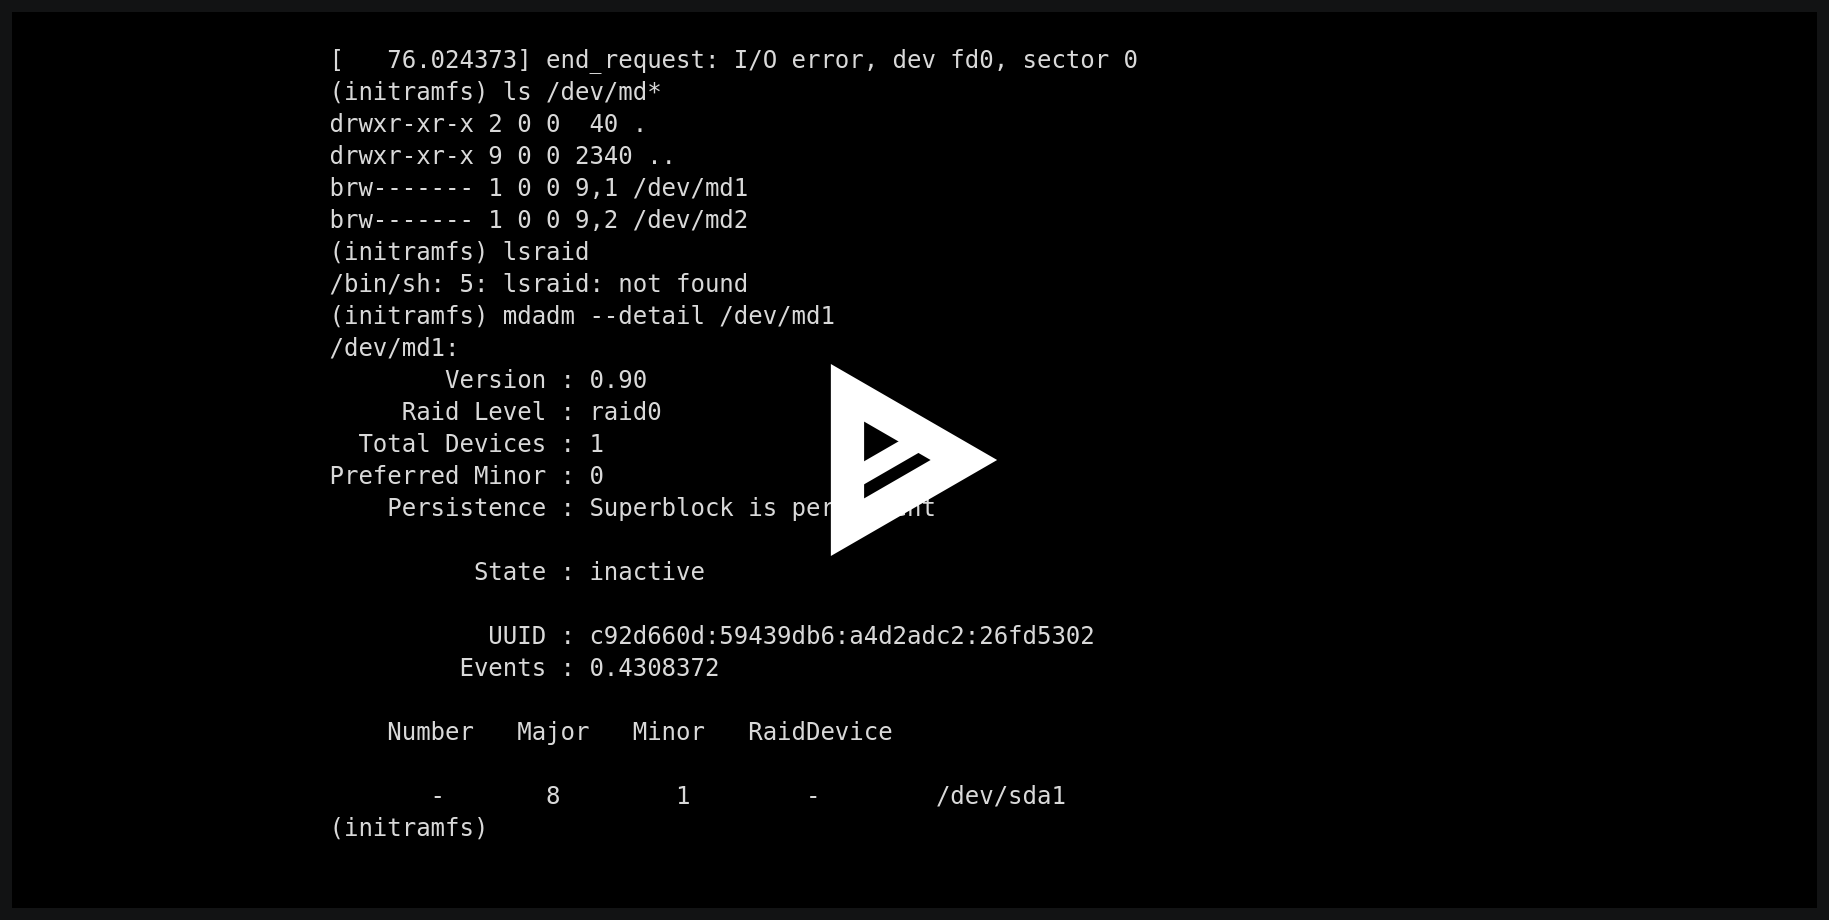 [   76.024373] end_request: I/O error, dev fd0, sector 0
(initramfs) ls /dev/md*
drwxr-xr-x 2 0 0  40 .
drwxr-xr-x 9 0 0 2340 ..
brw------- 1 0 0 9,1 /dev/md1
brw------- 1 0 0 9,2 /dev/md2
(initramfs) lsraid
/bin/sh: 5: lsraid: not found
(initramfs) mdadm --detail /dev/md1
/dev/md1:
        Version : 0.90
     Raid Level : raid0
  Total Devices : 1
Preferred Minor : 0
    Persistence : Superblock is
          State : inactive
           UUID : c92d660d:59439db6:a4d2adc2:26fd5302
         Events : 0.4308372
    Number   Major   Minor   RaidDevice
       -       8        1        -        /dev/sda1
(initramfs)